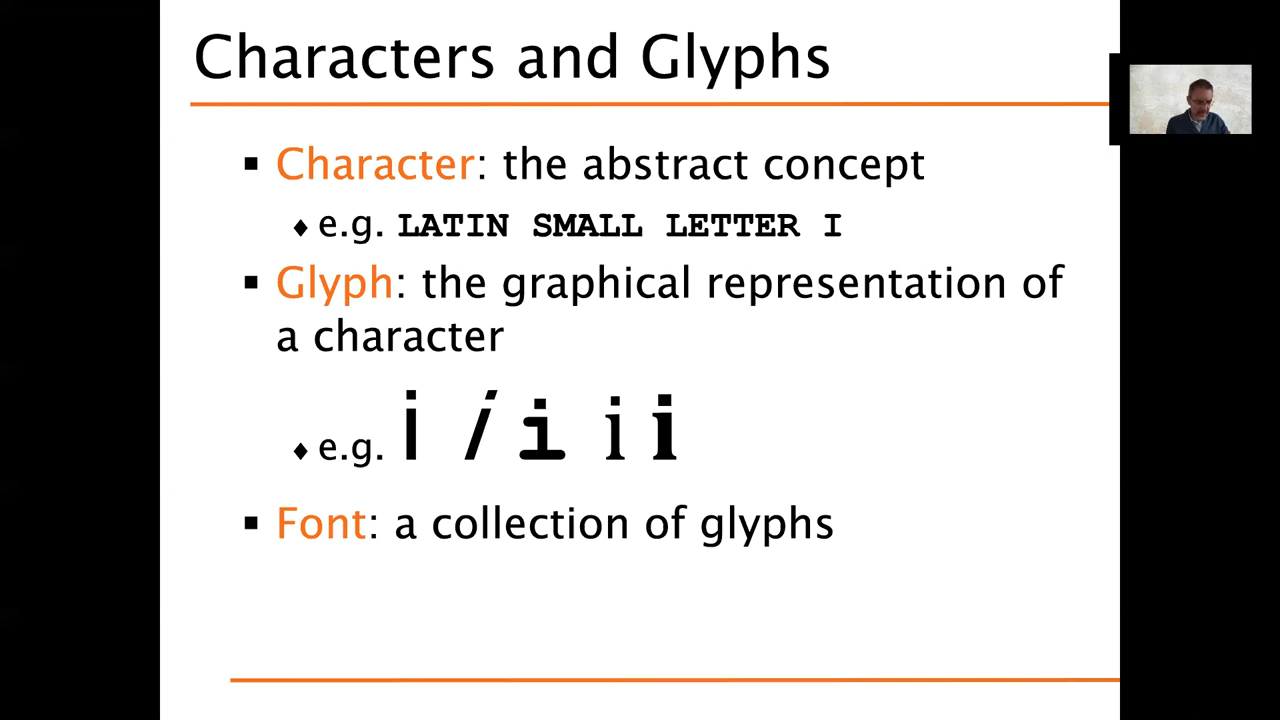 Characters and Glyphs
▪ Character: the abstract concept
♦ e.g. LATIN SMALL LETTER I
▪ Glyph: the graphical representation of
a character
♦ e.g. i i i i i
▪ Font: a collection of glyphs